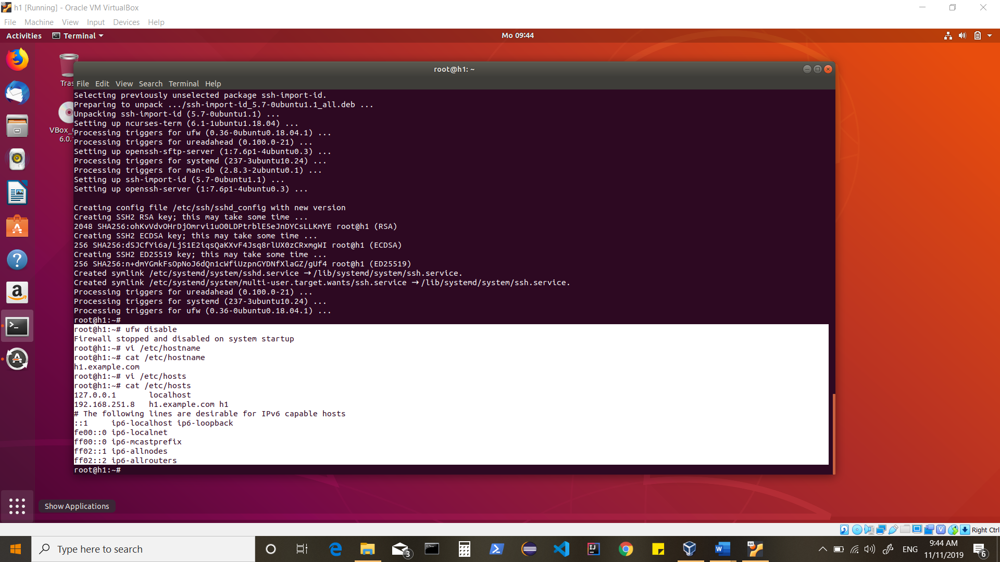 h1 [Running] - Oracle VM VirtualBox
File Machine View Input Devices Help
Activities Terminal Mo 09:44
Tras
VBox_
6.0.
root@h1: ~
File Edit View Search Terminal Help
Selecting previously unselected package ssh-import-id.
Preparing to unpack .../ssh-import-id_5.7-0ubuntu1.1_all.deb ...
Unpacking ssh-import-id (5.7-0ubuntu1.1) ...
Setting up ncurses-term (6.1-1ubuntu1.18.04) ...
Processing triggers for ufw (0.36-0ubuntu0.18.04.1) ...
Processing triggers for ureadahead (0.100.0-21) ...
Setting up openssh-sftp-server (1:7.6p1-4ubuntu0.3) ...
Processing triggers for systemd (237-3ubuntu10.24) ...
Processing triggers for man-db (2.8.3-2ubuntu0.1) ...
Setting up ssh-import-id (5.7-0ubuntu1.1) ...
Setting up openssh-server (1:7.6p1-4ubuntu0.3) ...
Creating config file /etc/ssh/sshd_config with new version
Creating SSH2 RSA key; this may take some time ...
2048 SHA256:ohKvVdvOHrDjOmrvi1uO0LDPtrblE5eJnDYCsLLKmYE root@h1 (RSA)
Creating SSH2 ECDSA key; this may take some time ...
256 SHA256:dSJCfYi6a/LjS1E2iqsQaKXvF4Jsq8rlUX0zCRxmgWI root@h1 (ECDSA)
Creating SSH2 ED25519 key; this may take some time ...
256 SHA256:n+dmYGmkFsOpNoJ6dQn1cWfiUzpnGYDNfXlaGZ/gUf4 root@h1 (ED25519)
Created symlink /etc/systemd/system/sshd.service → /lib/systemd/system/ssh.service.
Created symlink /etc/systemd/system/multi-user.target.wants/ssh.service → /lib/systemd/system/ssh.service.
Processing triggers for ureadahead (0.100.0-21) ...
Processing triggers for systemd (237-3ubuntu10.24) ...
Processing triggers for ufw (0.36-0ubuntu0.18.04.1) ...
root@h1:~#
root@h1:~# ufw disable
Firewall stopped and disabled on system startup
root@h1:~# vi /etc/hostname
root@h1:~# cat /etc/hostname
h1.example.com
root@h1:~# vi /etc/hosts
root@h1:~# cat /etc/hosts
127.0.0.1       localhost
192.168.251.8   h1.example.com h1
# The following lines are desirable for IPv6 capable hosts
::1     ip6-localhost ip6-loopback
fe00::0 ip6-localnet
ff00::0 ip6-mcastprefix
ff02::1 ip6-allnodes
ff02::2 ip6-allrouters
root@h1:~#
Show Applications
Right Ctrl
Type here to search
3
ENG
9:44 AM
11/11/2019
6